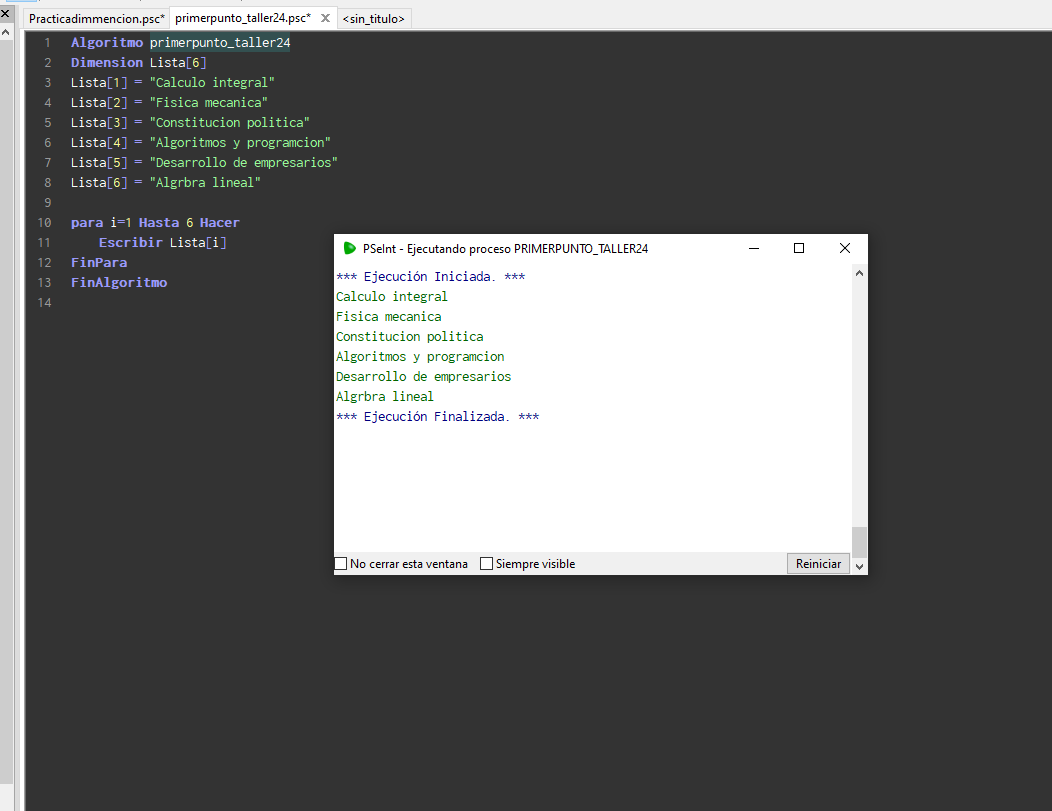 Practicadimmencion.psc* primerpunto_taller24.psc* <sin_titulo>
1 Algoritmo primerpunto_taller24
2 Dimension Lista[6]
3 Lista[1] = "Calculo integral"
4 Lista[2] = "Fisica mecanica"
5 Lista[3] = "Constitucion politica"
6 Lista[4] = "Algoritmos y programcion"
7 Lista[5] = "Desarrollo de empresarios"
8 Lista[6] = "Algrbra lineal"
9
10 para i=1 Hasta 6 Hacer
11 Escribir Lista[i]
12 FinPara
13 FinAlgoritmo
14
PSeInt - Ejecutando proceso PRIMERPUNTO_TALLER24
*** Ejecución Iniciada. ***
Calculo integral
Fisica mecanica
Constitucion politica
Algoritmos y programcion
Desarrollo de empresarios
Algrbra lineal
*** Ejecución Finalizada. ***
No cerrar esta ventana Siempre visible Reiniciar